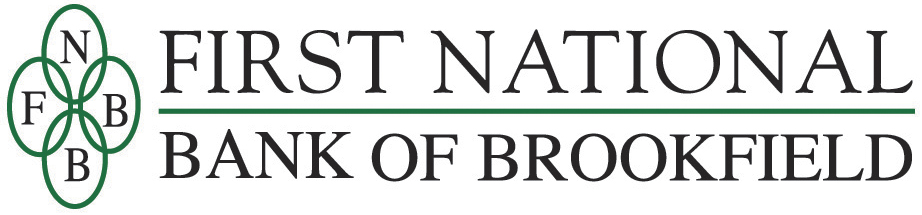 N
F B
B
FIRST NATIONAL
BANK OF BROOKFIELD